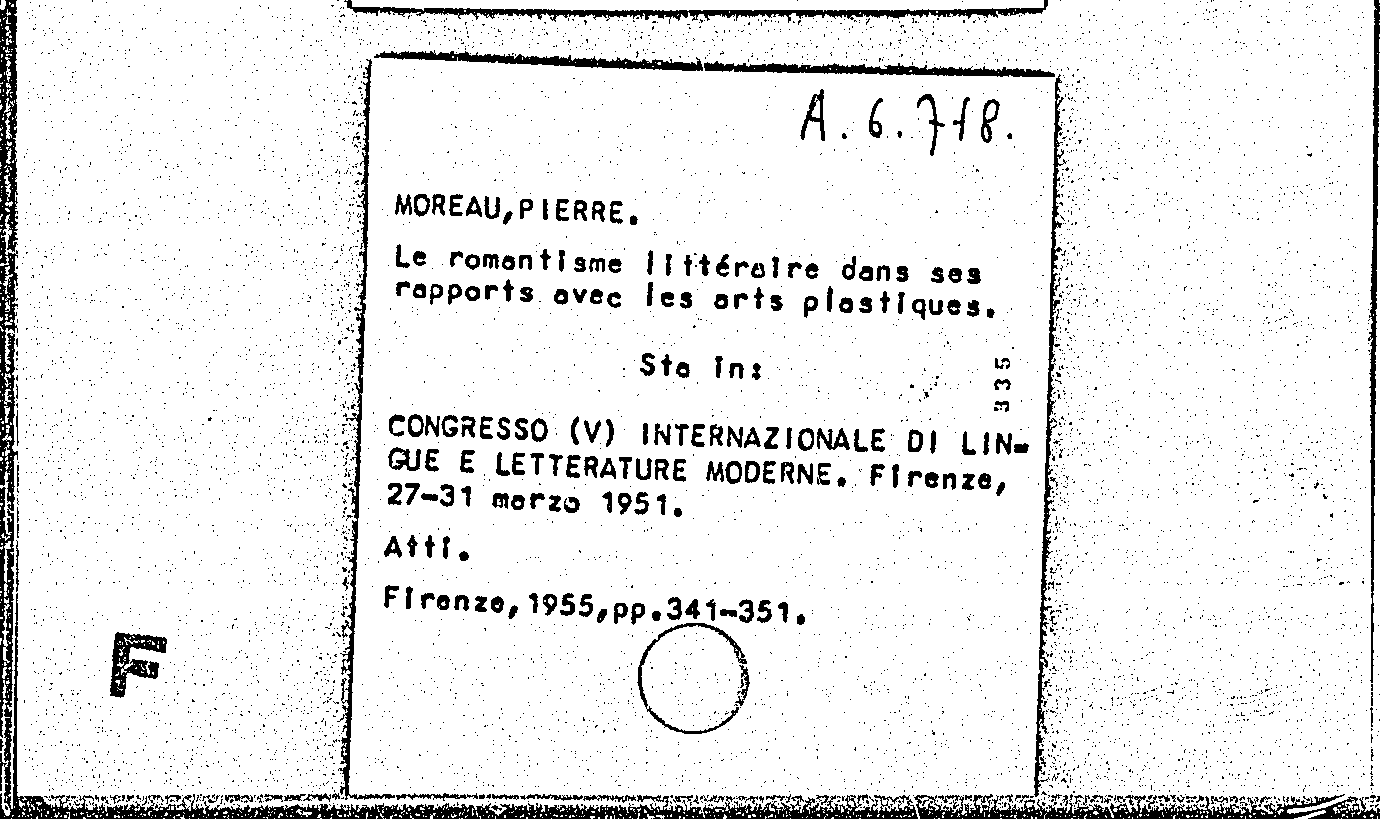 A. 6. 718.
MOREAU,PIERRE.
Le romantisme littéraire dans ses
rapports avec les arts plastiques.
Sta in:
335
CONGRESSO (V) INTERNAZIONALE DI LIN-
GUE E LETTERATURE MODERNE. Firenze,
27-31 marzo 1951.
Atti.
Firenze,1955,pp.341-351.
F